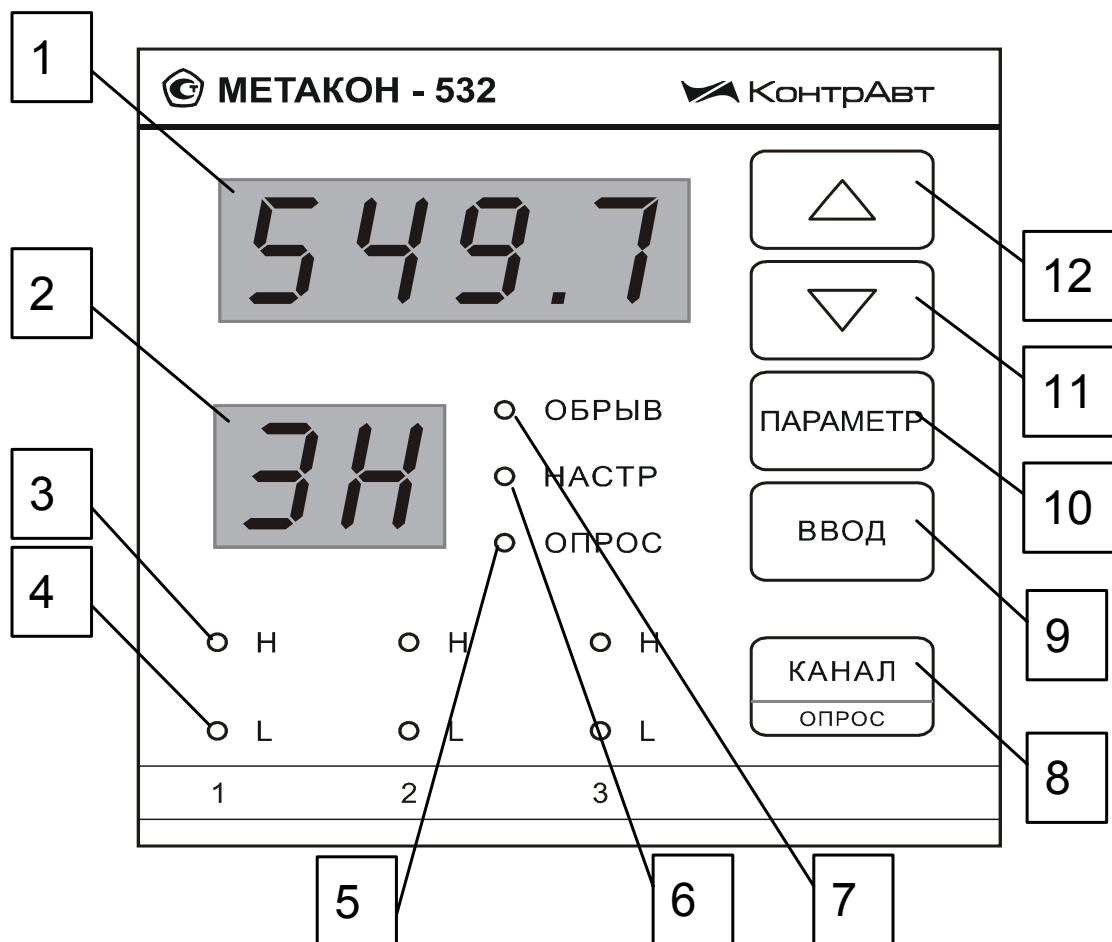 1
МЕТАКОН - 532 КонтрАвт
549.7
12
2
11
3H
ОБРЫВ
ПАРАМЕТР
3
НАСТР
10
ВВОД
4
ОПРОС
9
H H H
КАНАЛ
ОПРОС
L L L
8
1 2 3
5 6 7